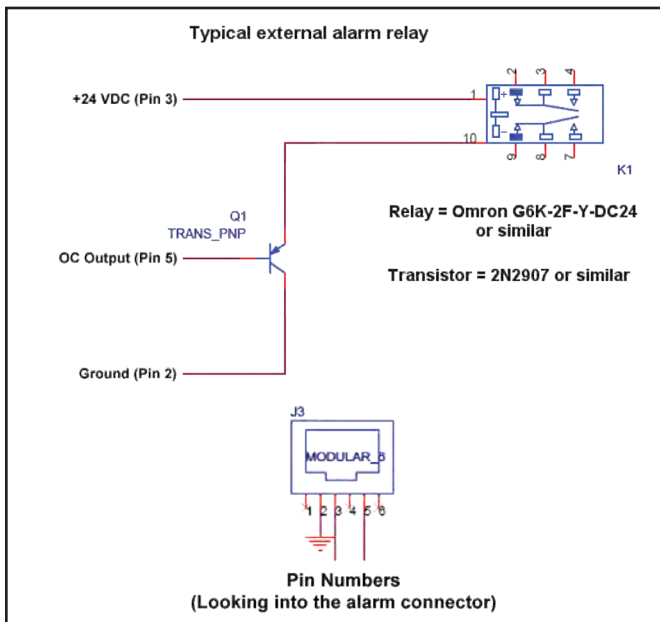 Typical external alarm relay
2 3 4
+24 VDC (Pin 3)
1
+
-
10
9 8 7
K1
Q1
TRANS_PNP
Relay = Omron G6K-2F-Y-DC24
or similar
OC Output (Pin 5)
Transistor = 2N2907 or similar
Ground (Pin 2)
J3
MODULAR_6
1 2 3 4 5 6
Pin Numbers
(Looking into the alarm connector)